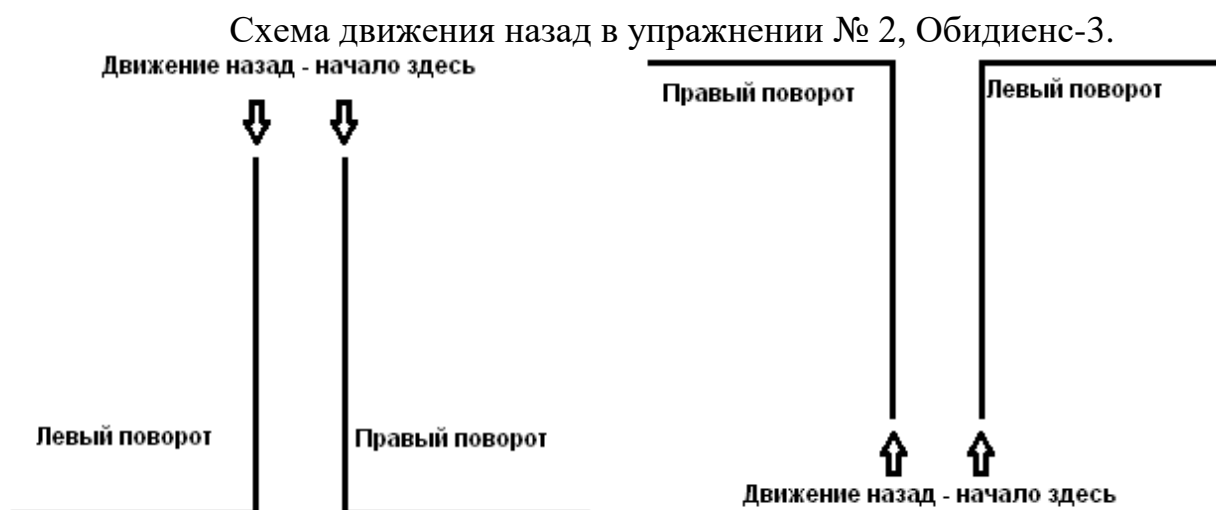 Схема движения назад в упражнении № 2, Обидиенс-3.
Движение назад - начало здесь
Левый поворот
Правый поворот
Правый поворот
Левый поворот
Движение назад - начало здесь